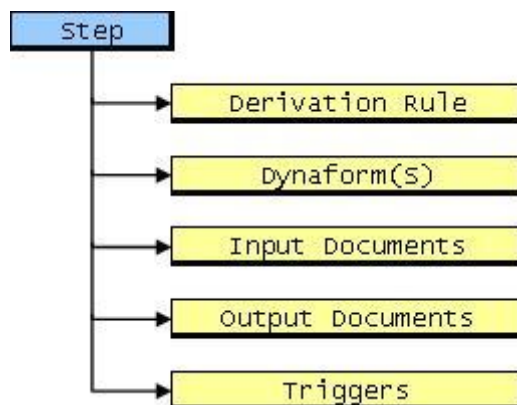 Step
Derivation Rule
Dynaform(S)
Input Documents
Output Documents
Triggers